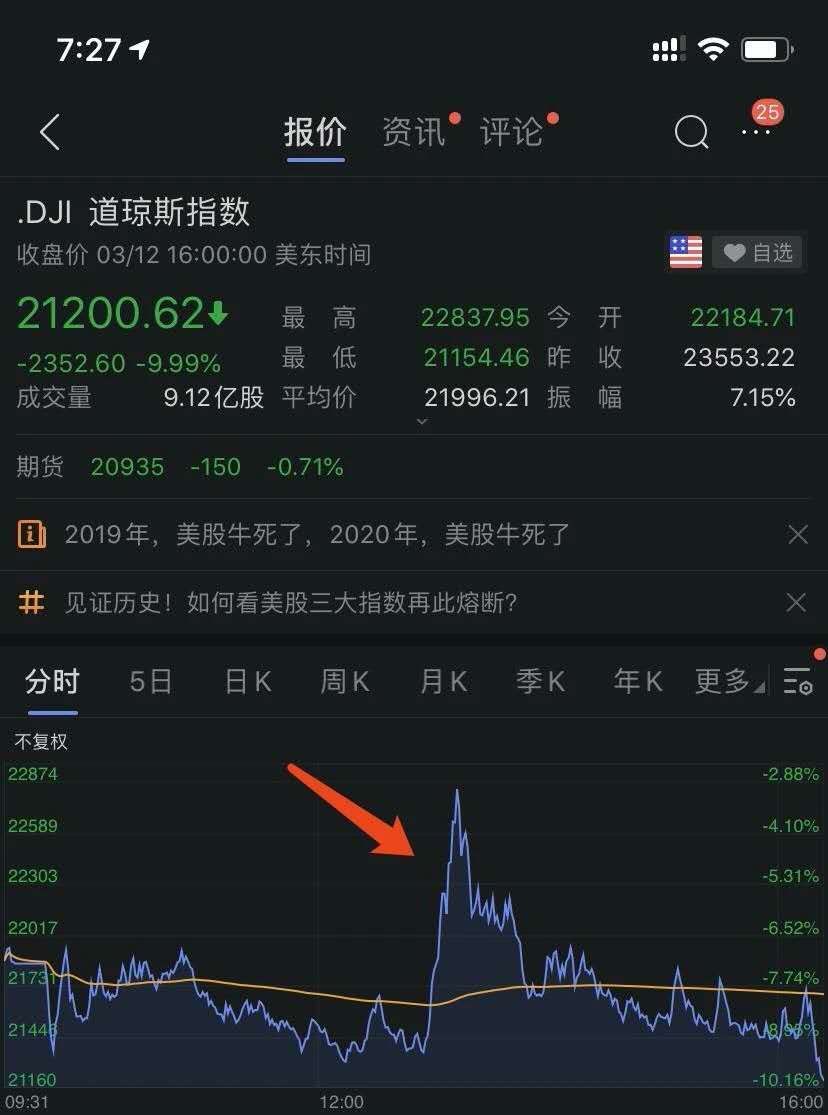 7:27
报价 资讯 评论 25
.DJI 道琼斯指数
收盘价 03/12 16:00:00 美东时间 自选
21200.62 最高 22837.95 今开 22184.71
-2352.60 -9.99% 最低 21154.46 昨收 23553.22
成交量 9.12亿股 平均价 21996.21 振幅 7.15%
期货 20935 -150 -0.71%
2019年，美股牛死了，2020年，美股牛死了
见证历史！如何看美股三大指数再此熔断？
分时 5日 日K 周K 月K 季K 年K 更多
不复权
22874 -2.88%
22589 -4.10%
22303 -5.31%
22017 -6.52%
21731 -7.74%
21446 -8.95%
21160 -10.16%
09:31 12:00 16:00